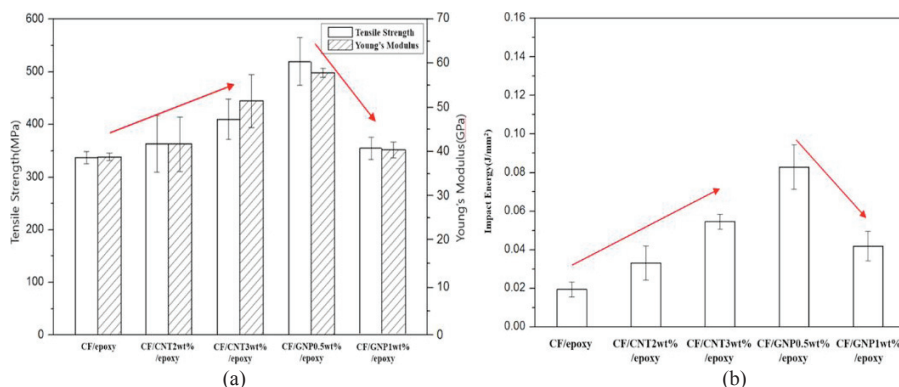 Tensile Strength
Young's Modulus
Tensile Strength(MPa)
600
500
400
300
200
100
0
Young's Modulus(GPa)
70
60
50
40
30
20
10
0
CF/epoxy
CF/CNT2wt%
/epoxy
CF/CNT3wt%
/epoxy
CF/GNP0.5wt%
/epoxy
CF/GNP1wt%
/epoxy
(a)
Impact Energy(J/mm²)
0.16
0.14
0.12
0.10
0.08
0.06
0.04
0.02
0.00
CF/epoxy
CF/CNT2wt%
/epoxy
CF/CNT3wt%
/epoxy
CF/GNP0.5wt%
/epoxy
CF/GNP1wt%
/epoxy
(b)